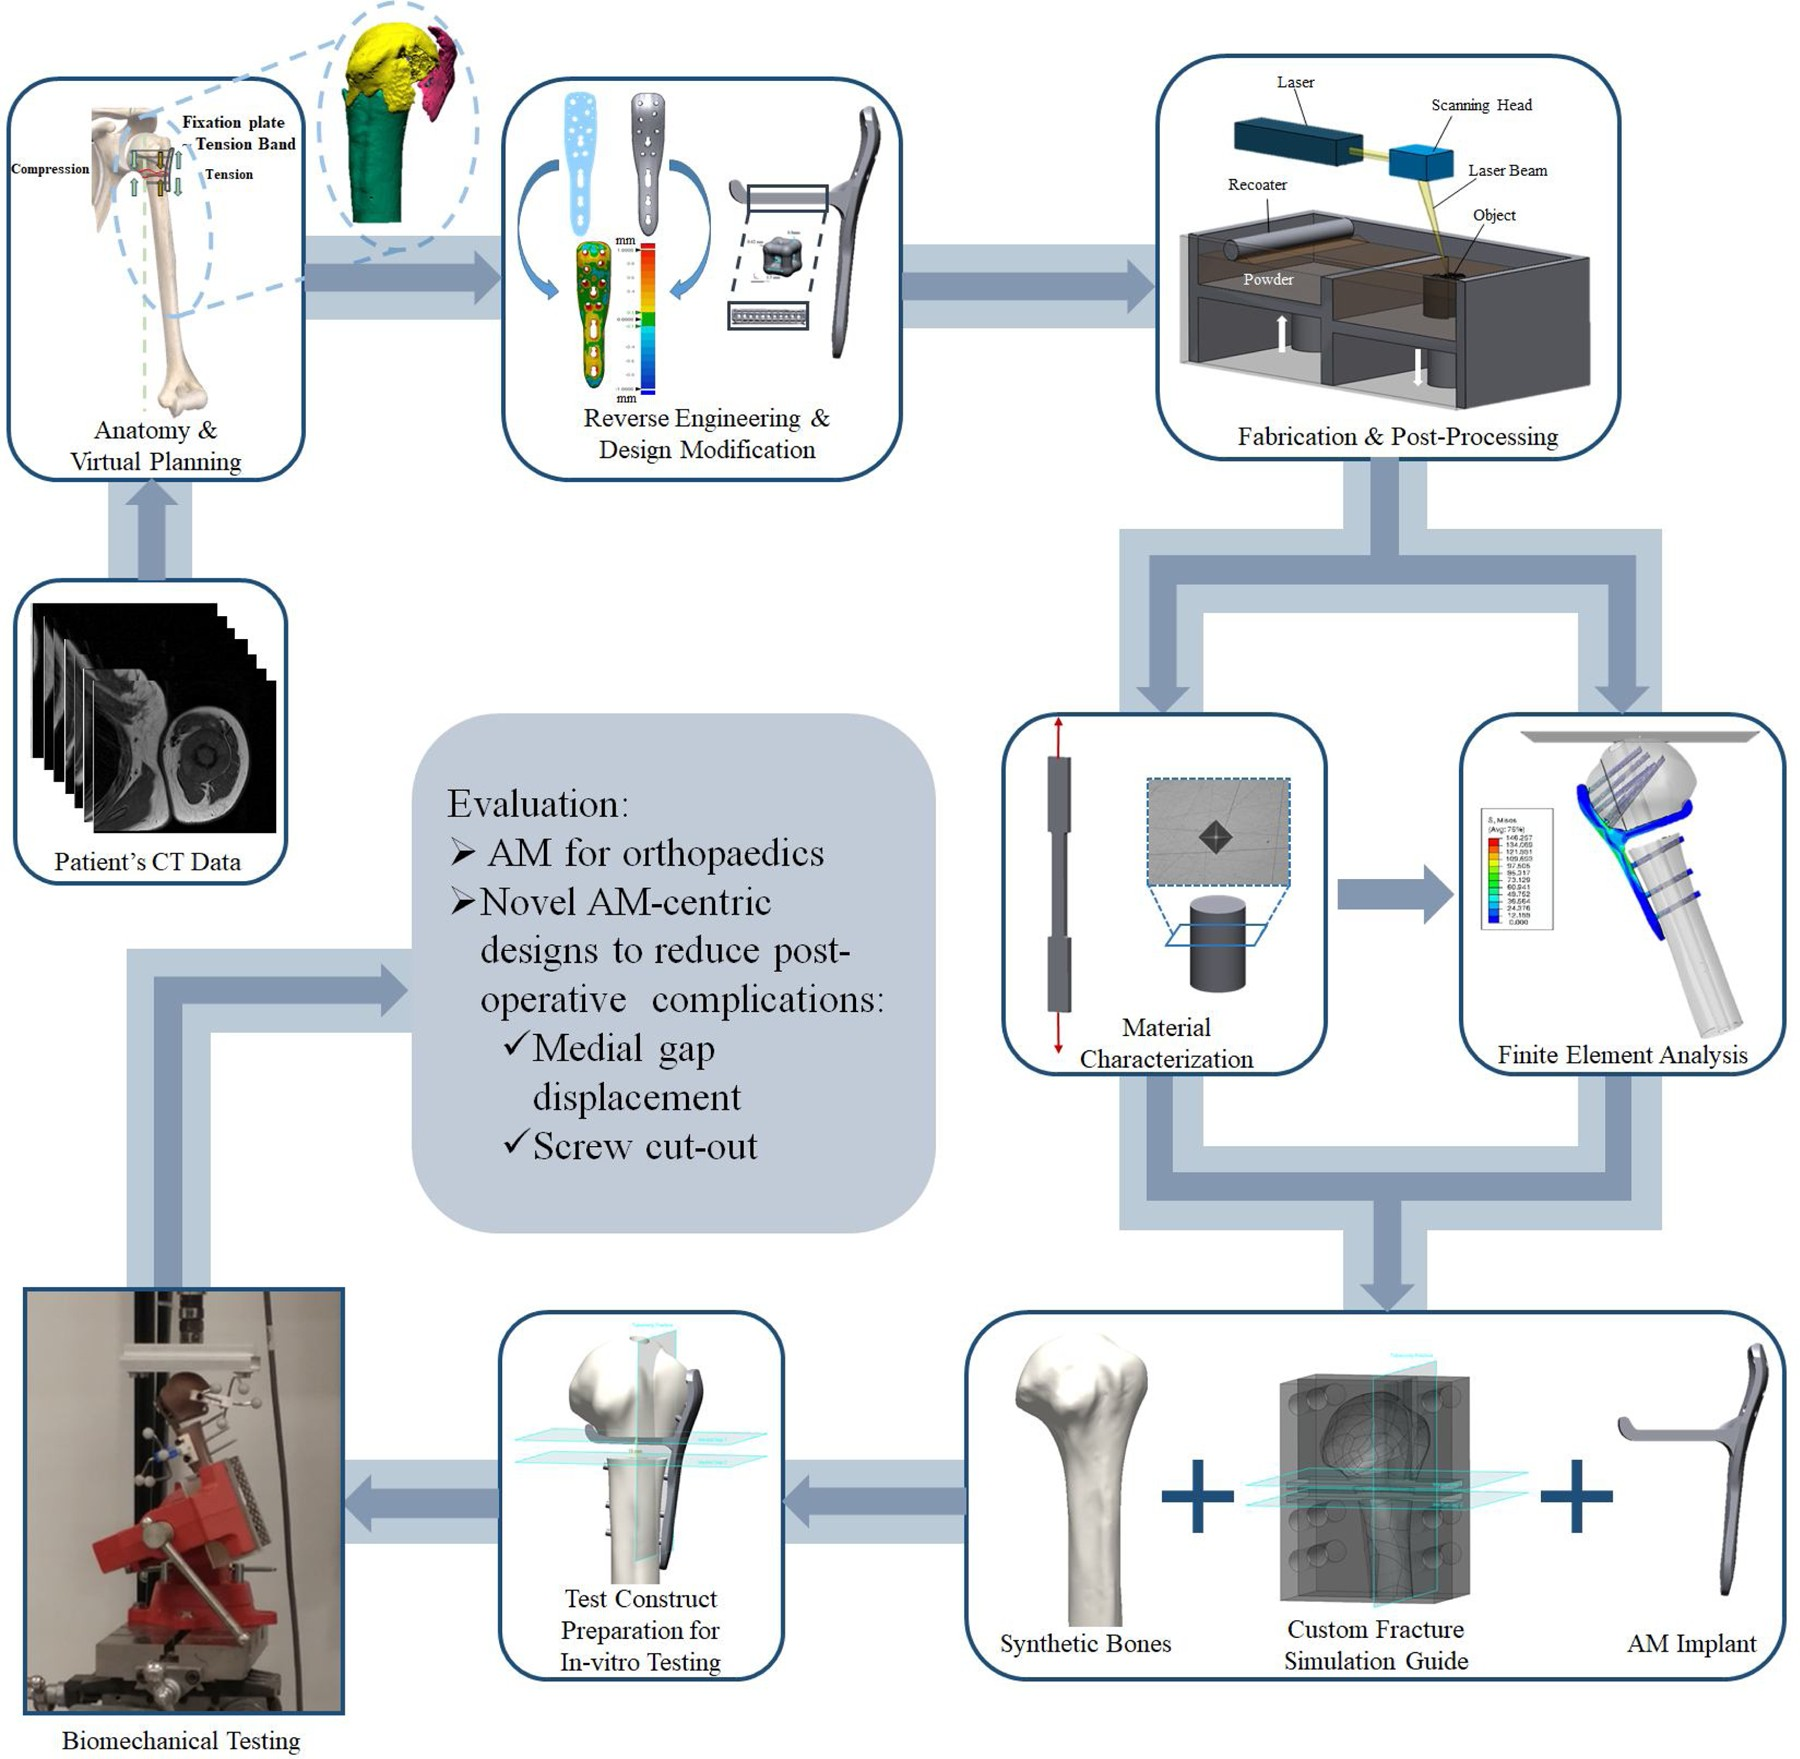 Fixation plate
~ Tension Band
Compression
Tension
Anatomy &
Virtual Planning
mm
mm
Reverse Engineering &
Design Modification
Laser
Scanning Head
Laser Beam
Recoater
Object
Powder
Fabrication & Post-Processing
Patient's CT Data
Evaluation:
➤ AM for orthopaedics
➤ Novel AM-centric
designs to reduce post-
operative complications:
✓ Medial gap
displacement
✓ Screw cut-out
Material
Characterization
S, Mises
(Avg: 75%)
Finite Element Analysis
Biomechanical Testing
Test Construct
Preparation for
In-vitro Testing
Synthetic Bones
+
Custom Fracture
Simulation Guide
+
AM Implant